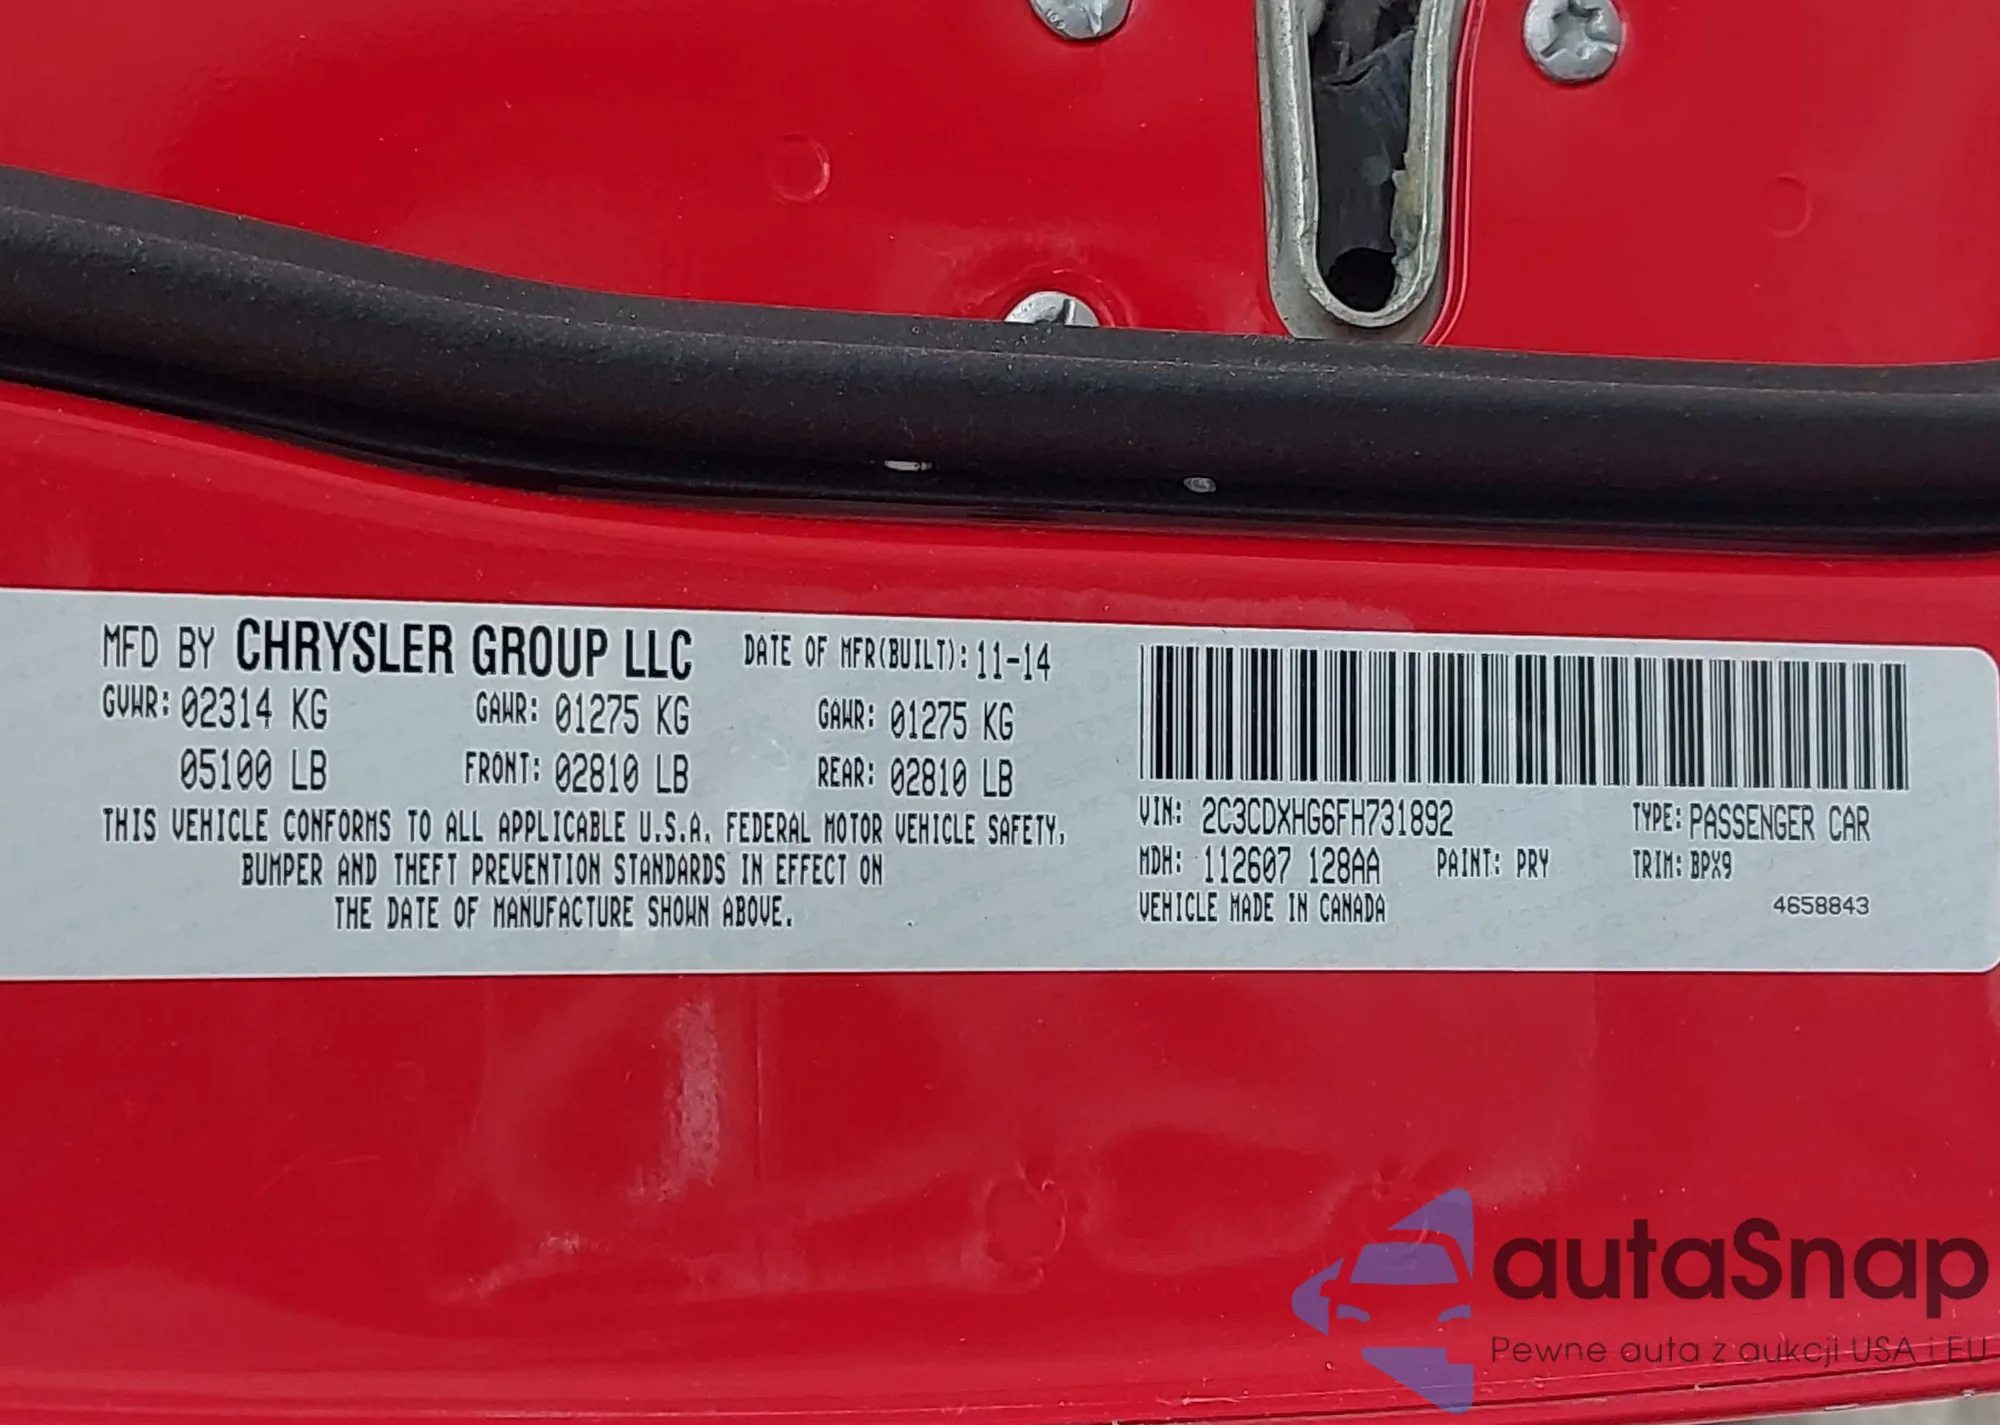 MFD BY CHRYSLER GROUP LLC DATE OF MFR(BUILT): 11-14
GVWR: 02314 KG GAWR: 01275 KG GAWR: 01275 KG
05100 LB FRONT: 02810 LB REAR: 02810 LB
THIS VEHICLE CONFORMS TO ALL APPLICABLE U.S.A. FEDERAL MOTOR VEHICLE SAFETY,
BUMPER AND THEFT PREVENTION STANDARDS IN EFFECT ON
THE DATE OF MANUFACTURE SHOWN ABOVE.
VIN: 2C3CDXHG6FH731892 TYPE: PASSENGER CAR
MDH: 112607 128AA PAINT: PRY TRIM: BPX9
VEHICLE MADE IN CANADA 4658843
autaSnap
Pewne auta z aukcji USA i EU